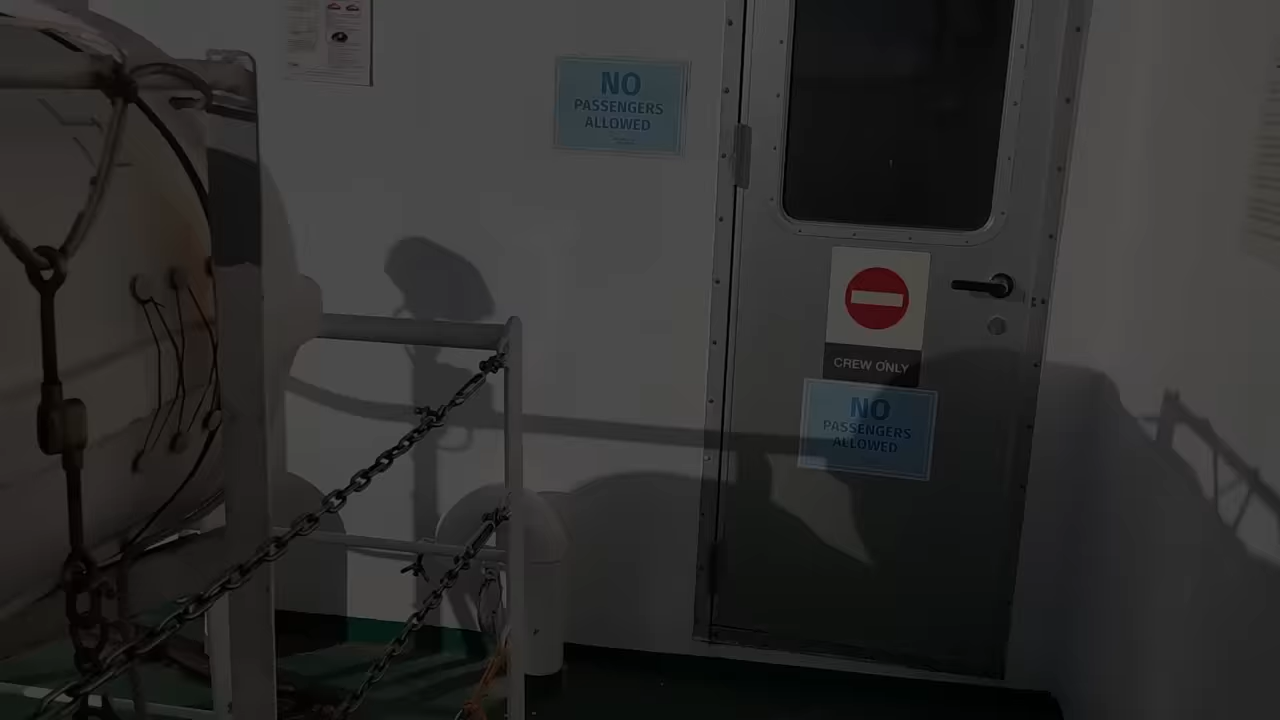 NO
PASSENGERS
ALLOWED
CREW ONLY
NO
PASSENGERS
ALLOWED